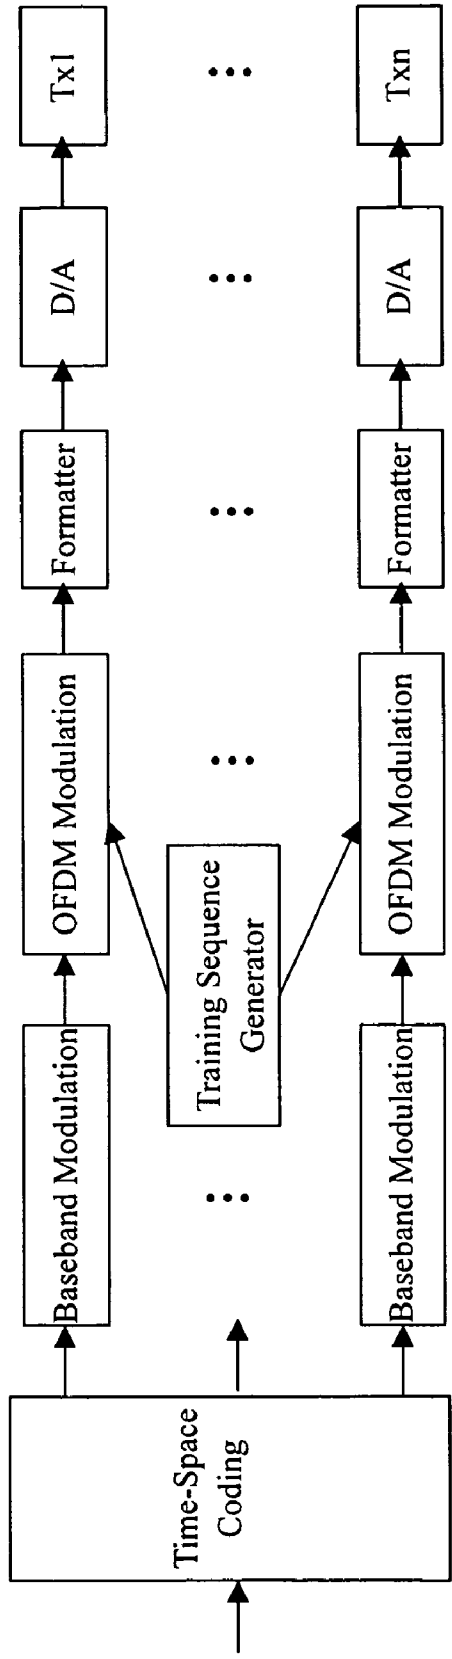 Time-Space
Coding
Baseband Modulation
OFDM Modulation
Formatter
D/A
Tx1
...
Training Sequence
Generator
...
...
...
...
Baseband Modulation
OFDM Modulation
Formatter
D/A
Txn